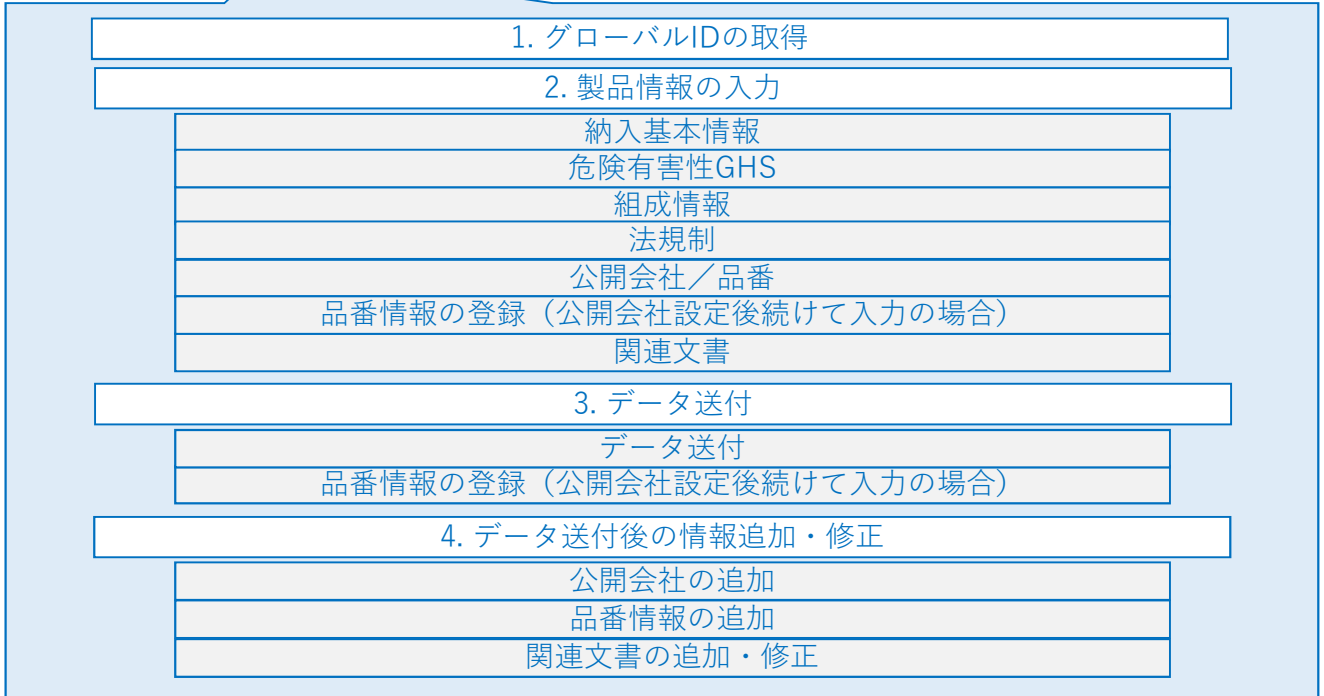 1. グローバルIDの取得
2. 製品情報の入力
納入基本情報
危険有害性GHS
組成情報
法規制
公開会社／品番
品番情報の登録（公開会社設定後続けて入力の場合）
関連文書
3. データ送付
データ送付
品番情報の登録（公開会社設定後続けて入力の場合）
4. データ送付後の情報追加・修正
公開会社の追加
品番情報の追加
関連文書の追加・修正